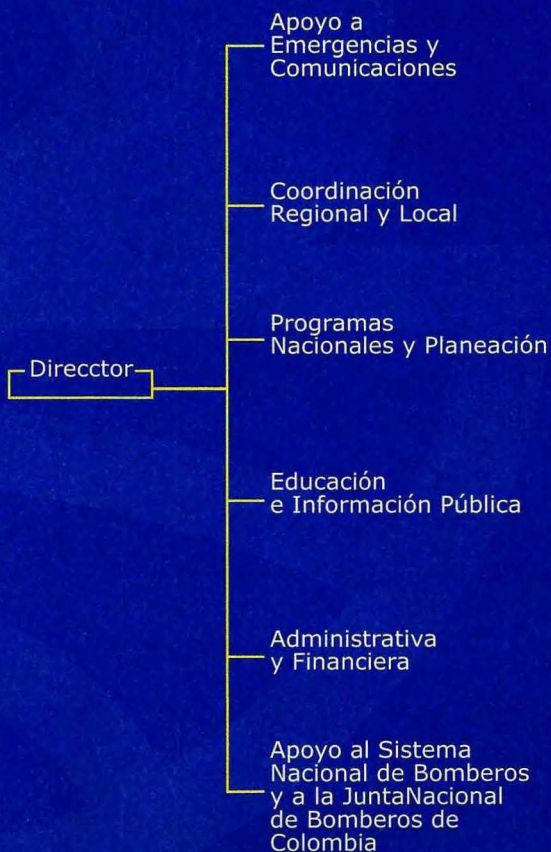 Apoyo a
Emergencias y
Comunicaciones
Coordinación
Regional y Local
Programas
Nacionales y Planeación
Direcctor
Educación
e Información Pública
Administrativa
y Financiera
Apoyo al Sistema
Nacional de Bomberos
y a la JuntaNacional
de Bomberos de
Colombia